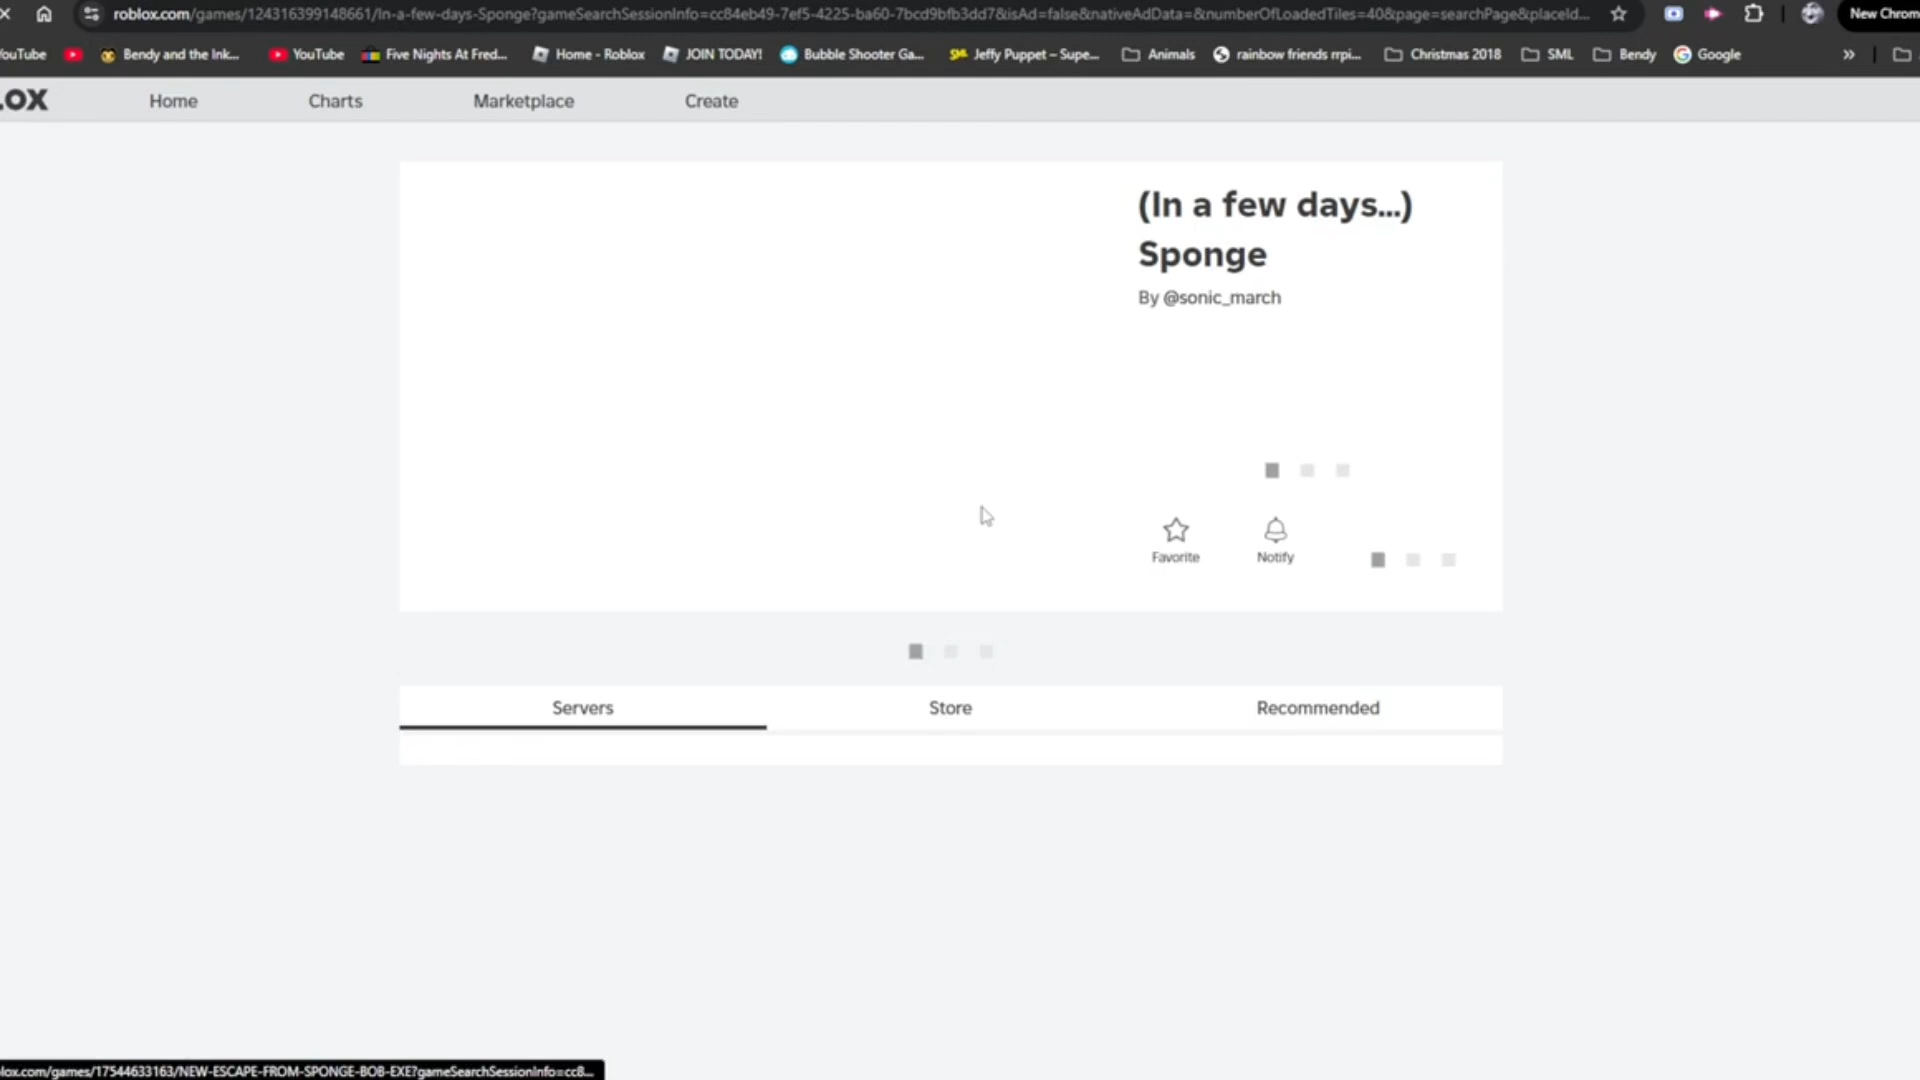 roblox.com/games/124316399148661/In-a-few-days-Sponge?gameSearchSessionInfo=cc84eb49-7ef5-4225-ba60-7bcd9bfb3dd7&isAd=false&nativeAdData=&numberOfLoadedTiles=40&page=searchPage&placeId... New Chrom
ouTube Bendy and the Ink... YouTube Five Nights At Fred... Home - Roblox JOIN TODAY! Bubble Shooter Ga... SML Jeffy Puppet – Supe... Animals rainbow friends rrpi... Christmas 2018 SML Bendy Google »
LOX Home Charts Marketplace Create
(In a few days...)
Sponge
By @sonic_march
Favorite Notify
Servers Store Recommended
lox.com/games/17544633163/NEW-ESCAPE-FROM-SPONGE-BOB-EXE?gameSearchSessionInfo=cc8...